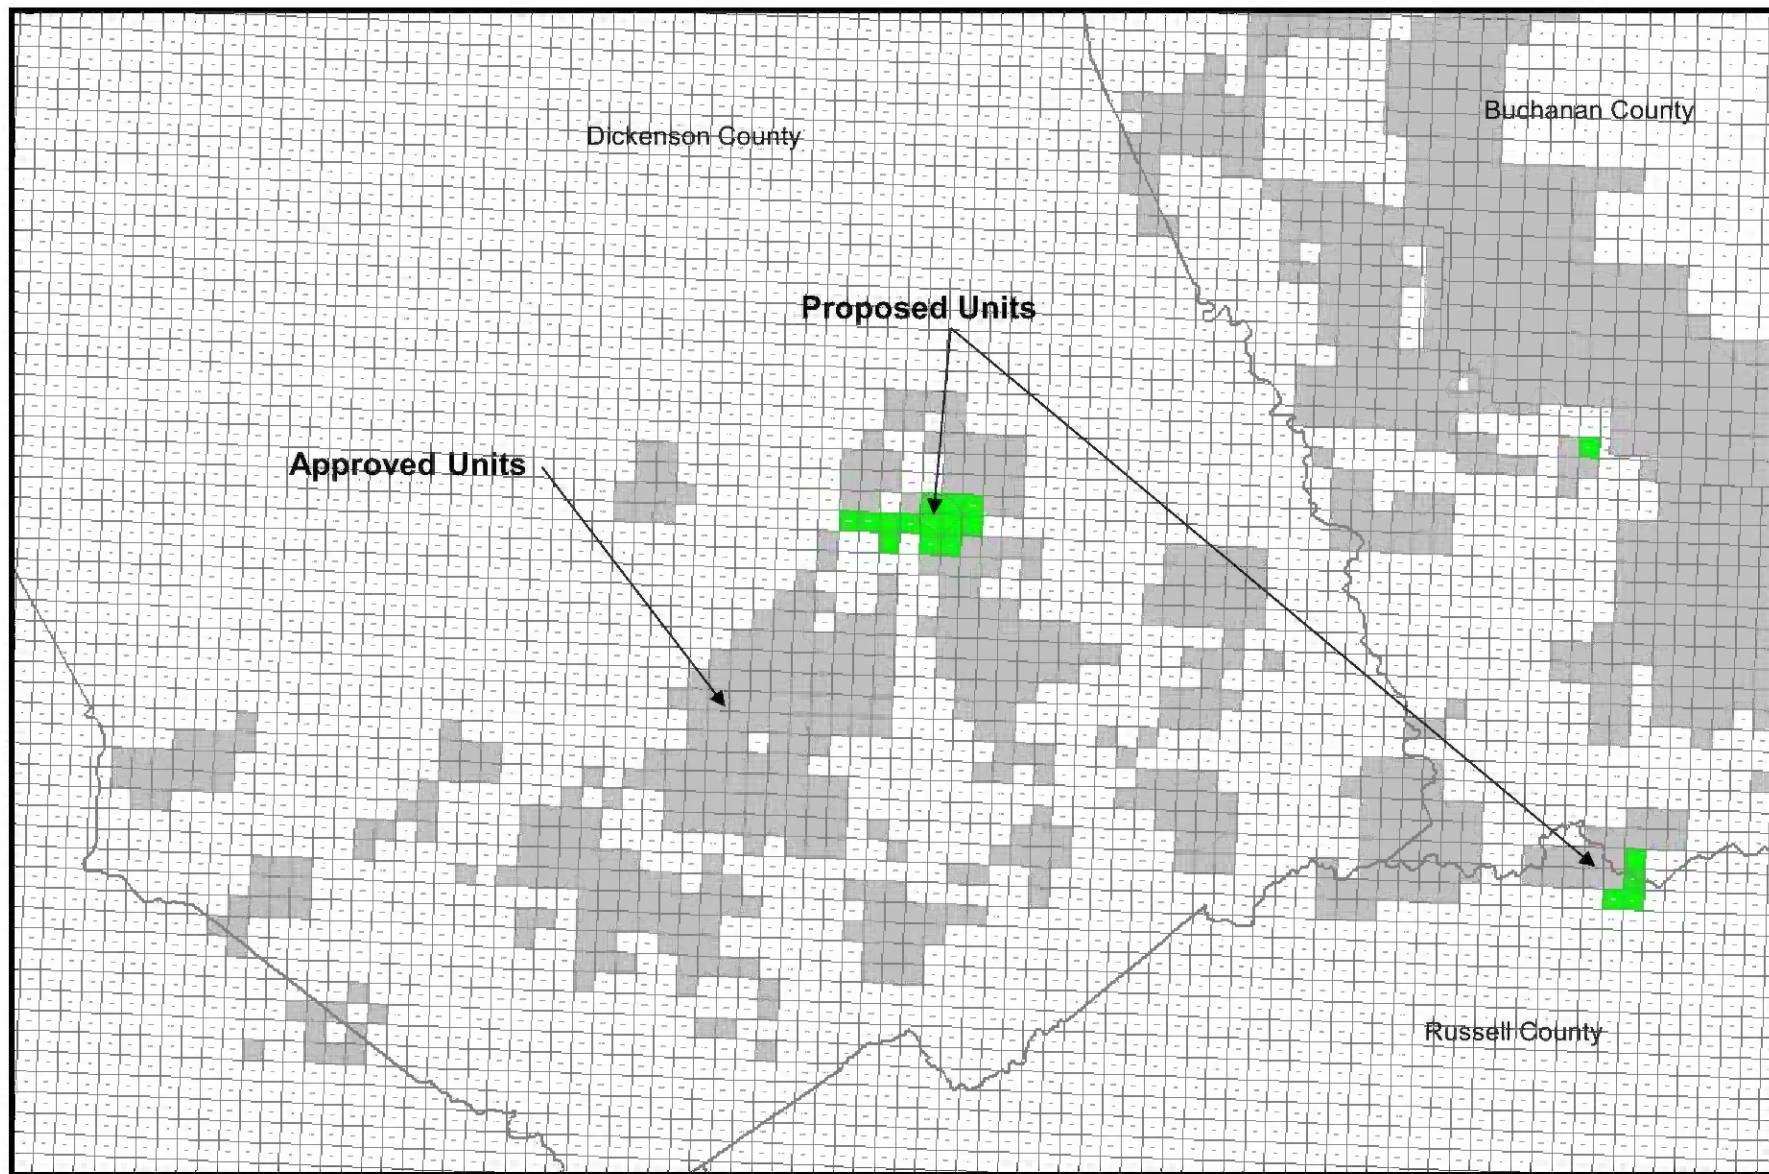 Buchanan County
Dickenson County
Proposed Units
Approved Units
Russell County